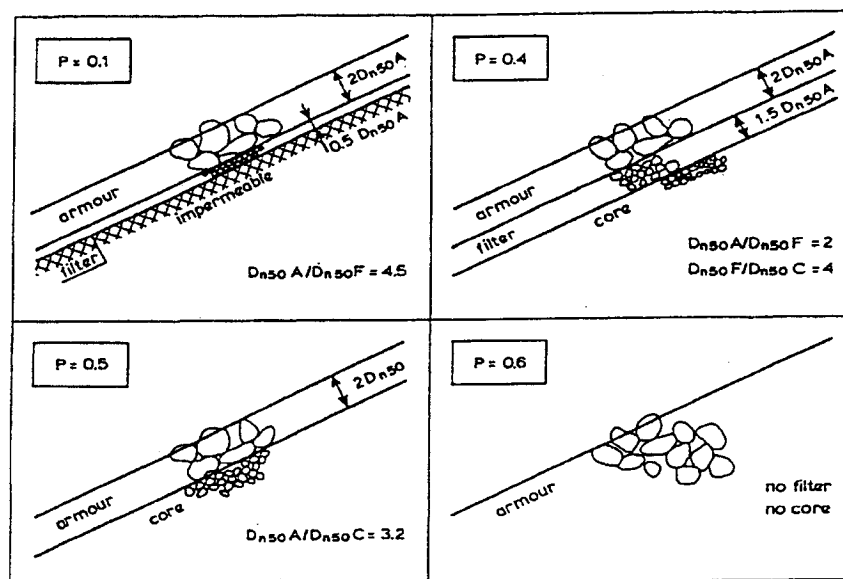 P = 0.1
2Dn50A
0.5 Dn50A
armour
impermeable
filter
Dn50A/Dn50F = 4.5
P = 0.4
2Dn50A
1.5 Dn50A
armour
filter
core
Dn50A/Dn50F = 2
Dn50F/Dn50C = 4
P = 0.5
2Dn50
armour
core
Dn50A/Dn50C = 3.2
P = 0.6
armour
no filter
no core